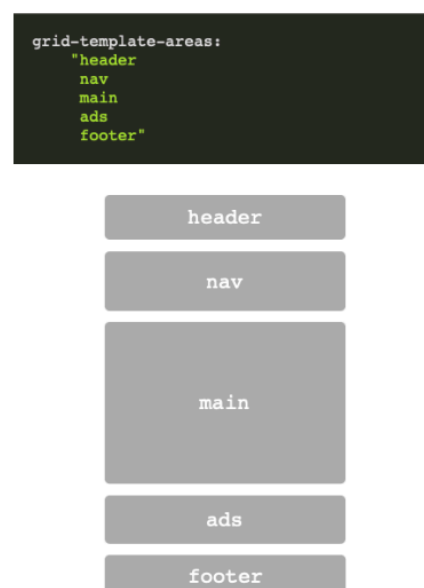 grid-template-areas:
"header
nav
main
ads
footer"
header
nav
main
ads
footer